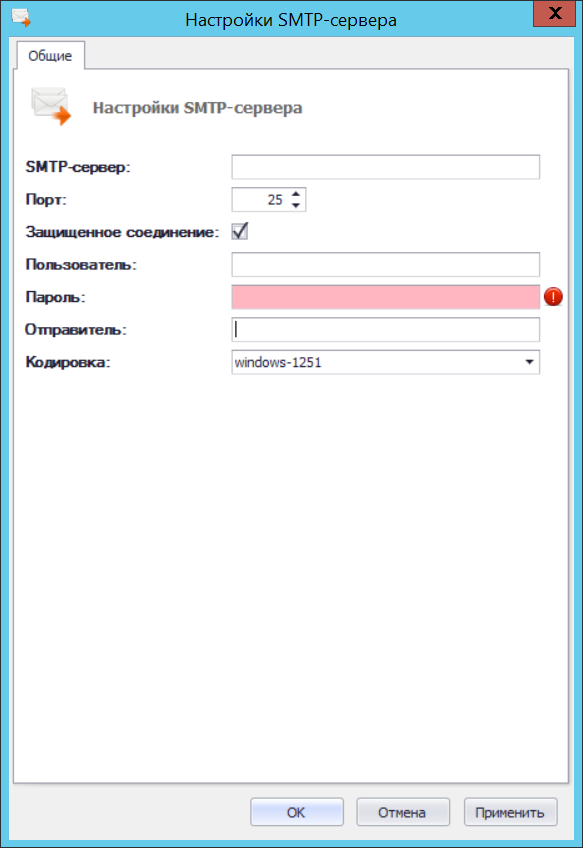 Настройки SMTP-сервера
X
Общие
Настройки SMTP-сервера
SMTP-сервер:
Порт: 25
Защищенное соединение:
Пользователь:
Пароль:
Отправитель:
Кодировка: windows-1251
OK Отмена Применить